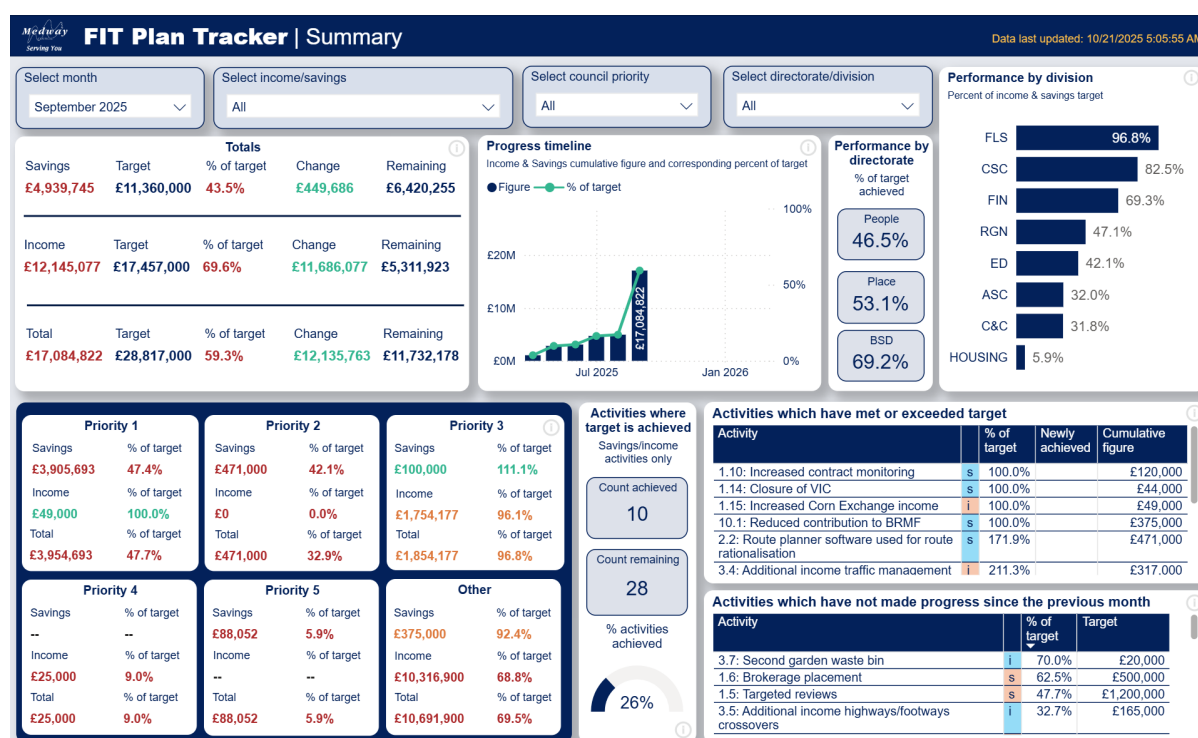 Medway
Serving You
FIT Plan Tracker | Summary
Data last updated: 10/21/2025 5:05:55 AM
Select month
September 2025
Select income/savings
All
Select council priority
All
Select directorate/division
All
Totals
Savings Target % of target Change Remaining
£4,939,745 £11,360,000 43.5% £449,686 £6,420,255
Income Target % of target Change Remaining
£12,145,077 £17,457,000 69.6% £11,686,077 £5,311,923
Total Target % of target Change Remaining
£17,084,822 £28,817,000 59.3% £12,135,763 £11,732,178
Progress timeline
Income & Savings cumulative figure and corresponding percent of target
Figure % of target
100%
£20M
50%
£10M
£17,084,822
£0M
0%
Jul 2025 Jan 2026
Performance by
directorate
% of target
achieved
People
46.5%
Place
53.1%
BSD
69.2%
Performance by division
Percent of income & savings target
FLS 96.8%
CSC 82.5%
FIN 69.3%
RGN 47.1%
ED 42.1%
ASC 32.0%
C&C 31.8%
HOUSING 5.9%
Priority 1
Savings % of target
£3,905,693 47.4%
Income % of target
£49,000 100.0%
Total % of target
£3,954,693 47.7%
Priority 2
Savings % of target
£471,000 42.1%
Income % of target
£0 0.0%
Total % of target
£471,000 32.9%
Priority 3
Savings % of target
£100,000 111.1%
Income % of target
£1,754,177 96.1%
Total % of target
£1,854,177 96.8%
Priority 4
Savings % of target
-- --
Income % of target
£25,000 9.0%
Total % of target
£25,000 9.0%
Priority 5
Savings % of target
£88,052 5.9%
Income % of target
-- --
Total % of target
£88,052 5.9%
Other
Savings % of target
£375,000 92.4%
Income % of target
£10,316,900 68.8%
Total % of target
£10,691,900 69.5%
Activities where
target is achieved
Savings/income
activities only
Count achieved
10
Count remaining
28
% activities
achieved
26%
Activities which have met or exceeded target
Activity % of Newly Cumulative
target achieved figure
1.10: Increased contract monitoring s 100.0% £120,000
1.14: Closure of VIC s 100.0% £44,000
1.15: Increased Corn Exchange income i 100.0% £49,000
10.1: Reduced contribution to BRMF s 100.0% £375,000
2.2: Route planner software used for route s 171.9% £471,000
rationalisation
3.4: Additional income traffic management i 211.3% £317.000
Activities which have not made progress since the previous month
Activity % of Target
target
3.7: Second garden waste bin i 70.0% £20,000
1.6: Brokerage placement s 62.5% £500,000
1.5: Targeted reviews s 47.7% £1,200,000
3.5: Additional income highways/footways i 32.7% £165,000
crossovers